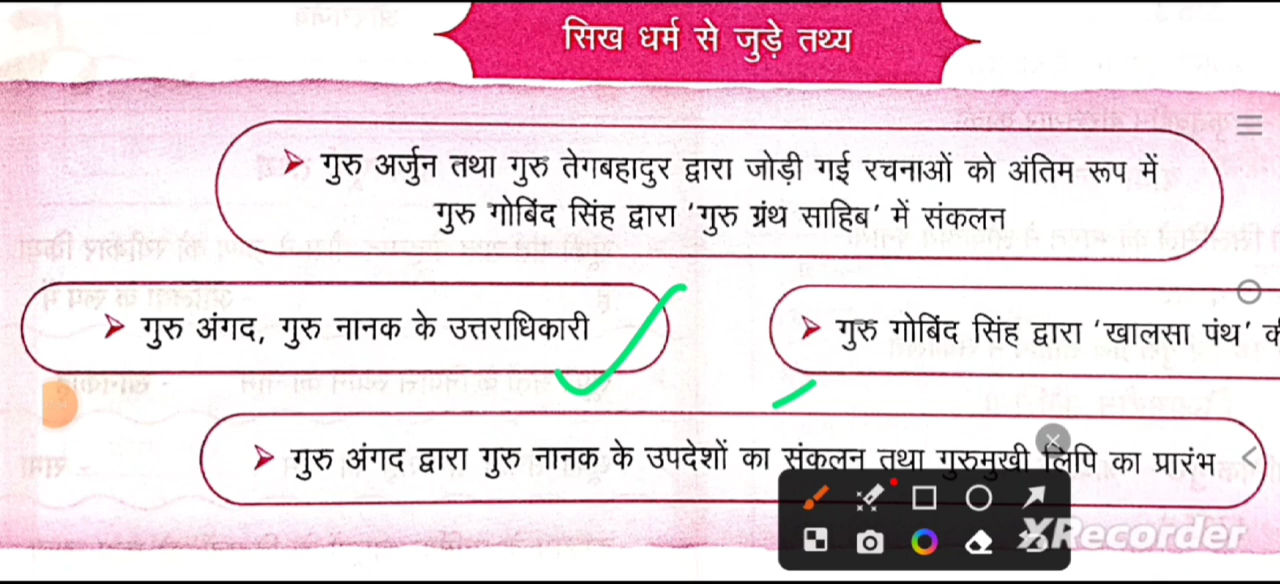 सिख धर्म से जुड़े तथ्य
➤ गुरु अर्जुन तथा गुरु तेगबहादुर द्वारा जोड़ी गई रचनाओं को अंतिम रूप में
गुरु गोबिंद सिंह द्वारा 'गुरु ग्रंथ साहिब' में संकलन
➤ गुरु अंगद, गुरु नानक के उत्तराधिकारी
➤ गुरु गोबिंद सिंह द्वारा 'खालसा पंथ'
➤ गुरु अंगद द्वारा गुरु नानक के उपदेशों का संकलन तथा गुरुमुखी लिपि का प्रारंभ
XRecorder